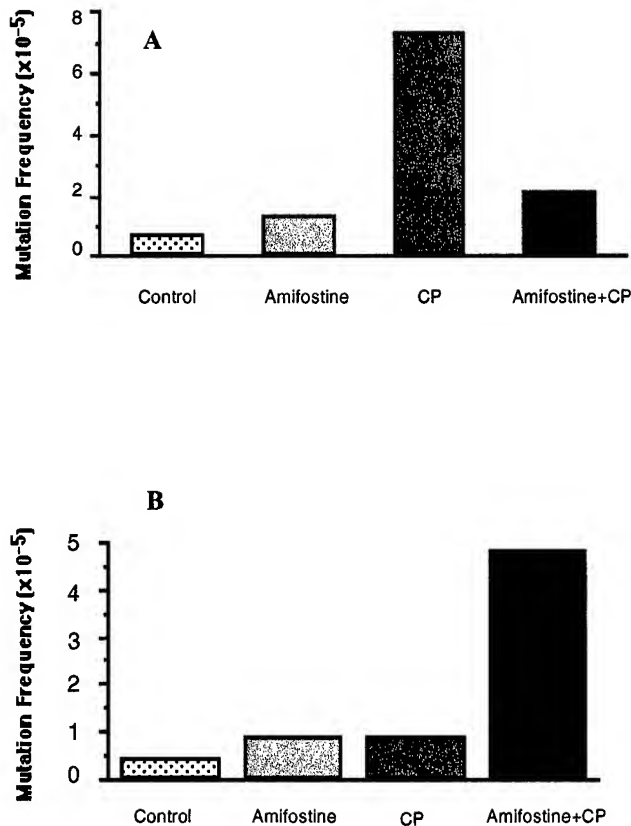 A
Mutation Frequency (x10⁻⁵)
8
6
4
2
0
Control Amifostine CP Amifostine+CP
B
Mutation Frequency (x10⁻⁵)
5
4
3
2
1
0
Control Amifostine CP Amifostine+CP